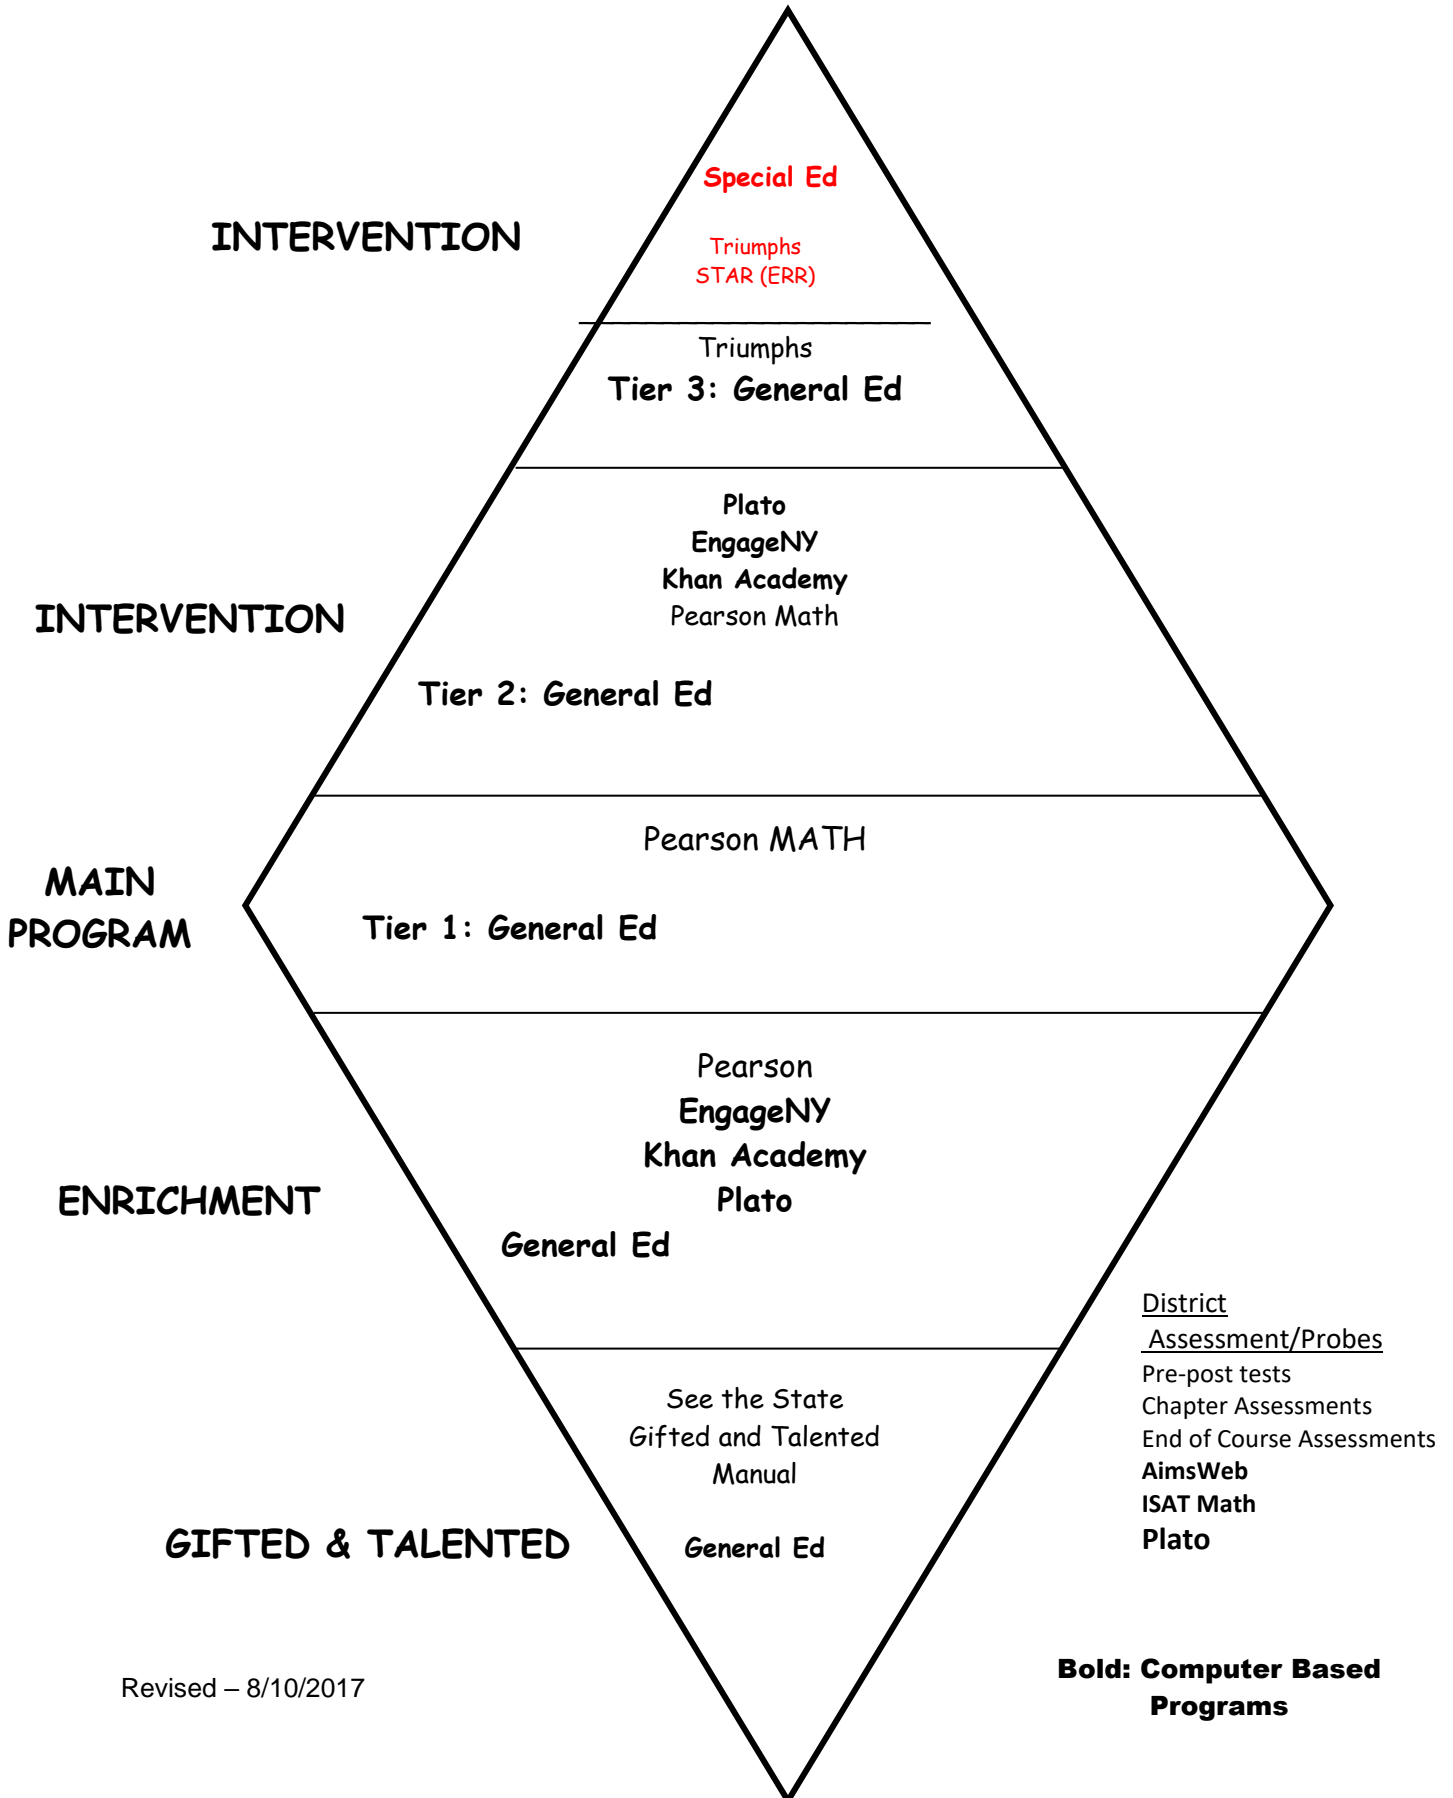 Special Ed
INTERVENTION
Triumphs
STAR (ERR)
Triumphs
Tier 3: General Ed
Plato
EngageNY
Khan Academy
Pearson Math
INTERVENTION
Tier 2: General Ed
Pearson MATH
MAIN
PROGRAM
Tier 1: General Ed
Pearson
EngageNY
Khan Academy
Plato
ENRICHMENT
General Ed
See the State
Gifted and Talented
Manual
GIFTED & TALENTED
General Ed
District
Assessment/Probes
Pre-post tests
Chapter Assessments
End of Course Assessments
AimsWeb
ISAT Math
Plato
Revised – 8/10/2017
Bold: Computer Based
Programs